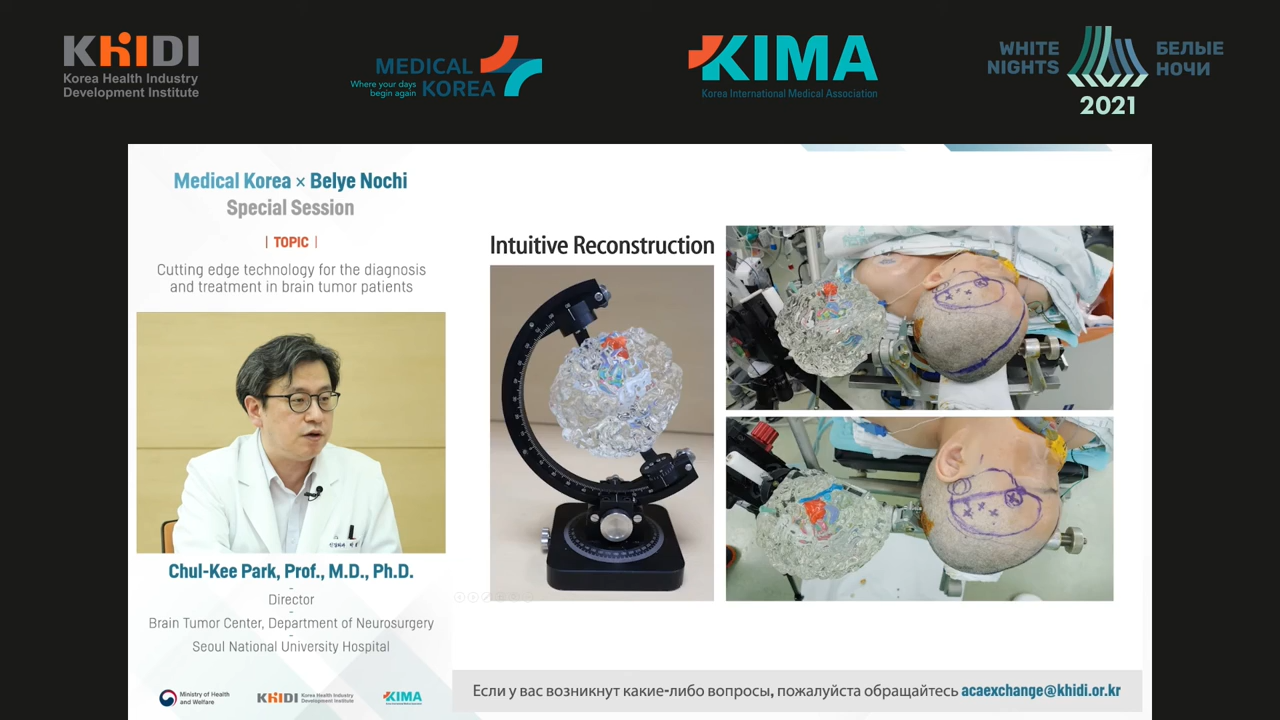 KHIDI
Korea Health Industry
Development Institute
MEDICAL
Where your days
begin again
KOREA
KIMA
Korea International Medical Association
WHITE
NIGHTS
БЕЛЫЕ
НОЧИ
2021
Medical Korea × Belye Nochi
Special Session
| TOPIC |
Cutting edge technology for the diagnosis
and treatment in brain tumor patients
Chul-Kee Park, Prof., M.D., Ph.D.
Director
Brain Tumor Center, Department of Neurosurgery
Seoul National University Hospital
Ministry of Health
and Welfare
KHIDI
Korea Health Industry
Development Institute
KIMA
Intuitive Reconstruction
Если у вас возникнут какие-либо вопросы, пожалуйста обращайтесь acaexchange@khidi.or.kr